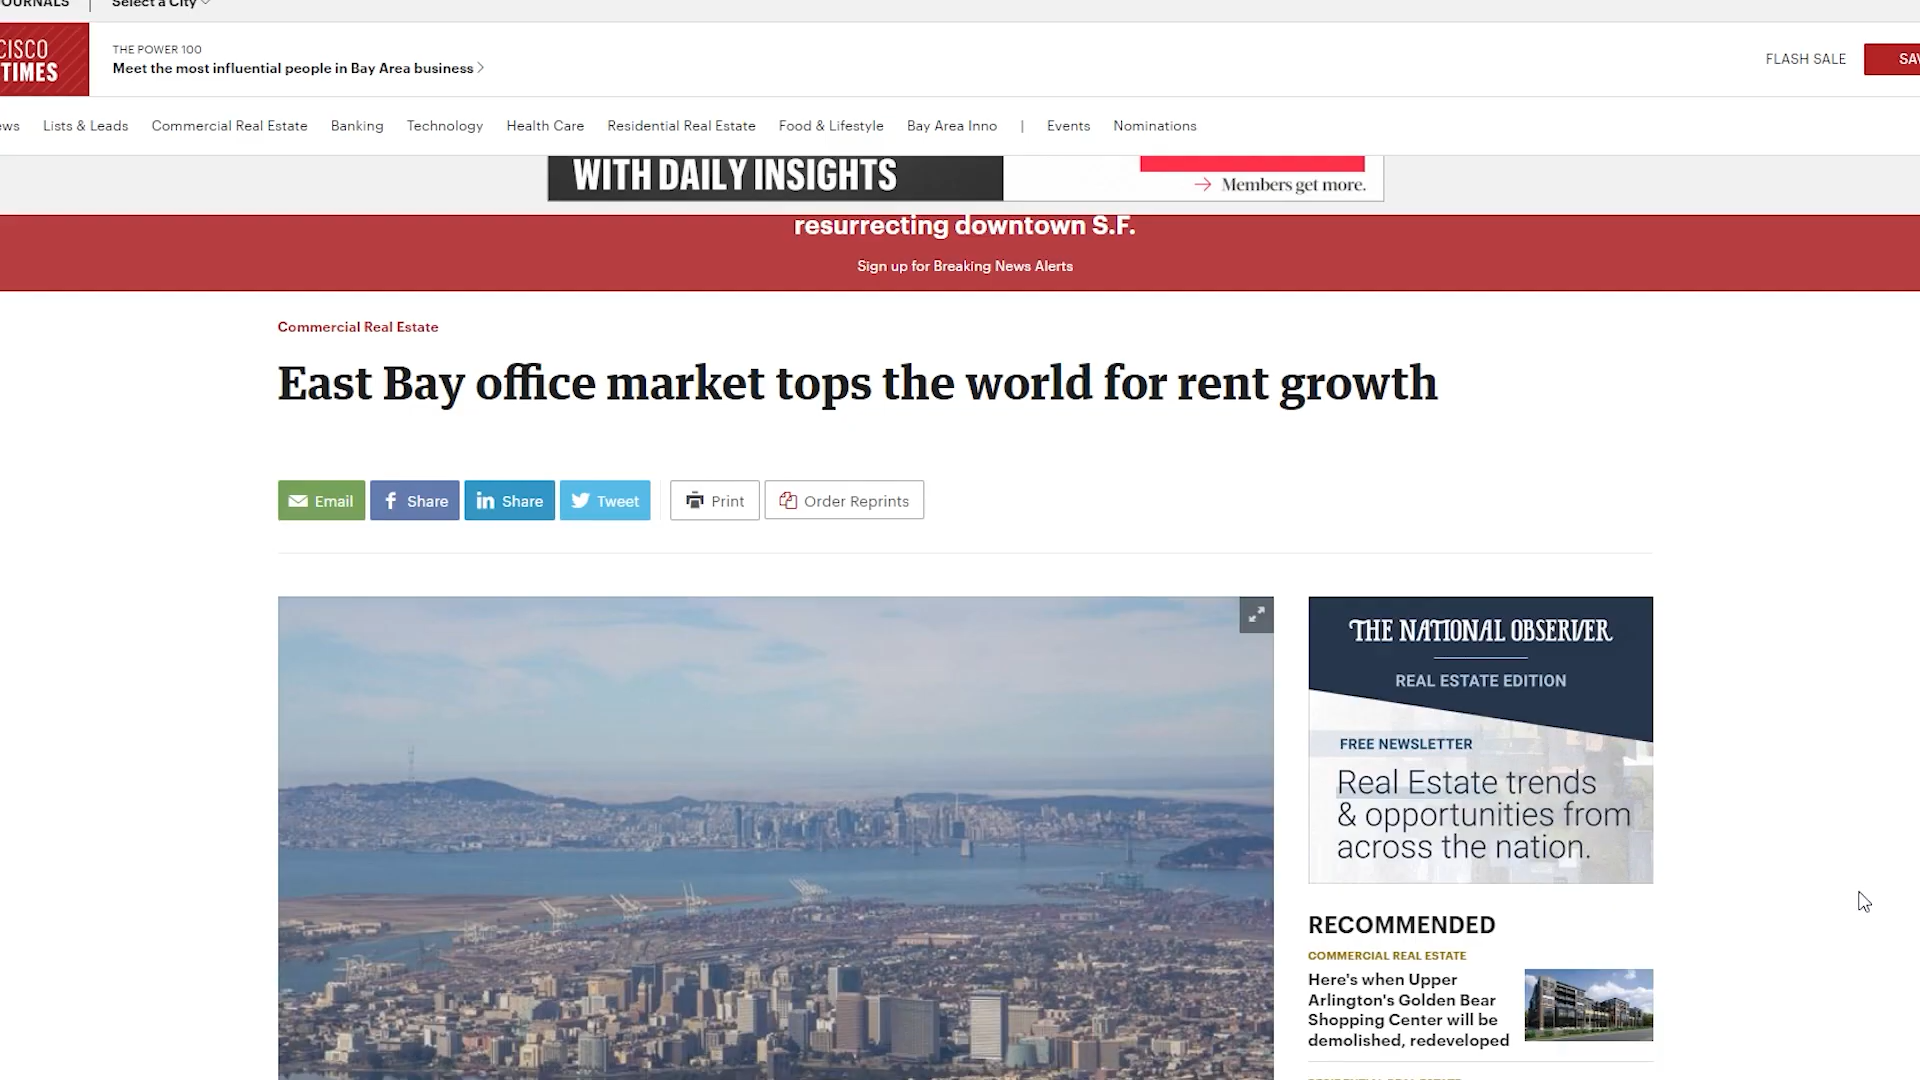 JOURNALS | Select a City
CISCO
TIMES
THE POWER 100
Meet the most influential people in Bay Area business
FLASH SALE
Lists & Leads
Commercial Real Estate
Banking
Technology
Health Care
Residential Real Estate
Food & Lifestyle
Bay Area Inno
|
Events
Nominations
WITH DAILY INSIGHTS
Members get more.
resurrecting downtown S.F.
Sign up for Breaking News Alerts
Commercial Real Estate
East Bay office market tops the world for rent growth
Email
Share
Share
Tweet
Print
Order Reprints
THE NATIONAL OBSERVER
REAL ESTATE EDITION
FREE NEWSLETTER
Real Estate trends
& opportunities from
across the nation.
RECOMMENDED
COMMERCIAL REAL ESTATE
Here's when Upper
Arlington's Golden Bear
Shopping Center will be
demolished, redeveloped